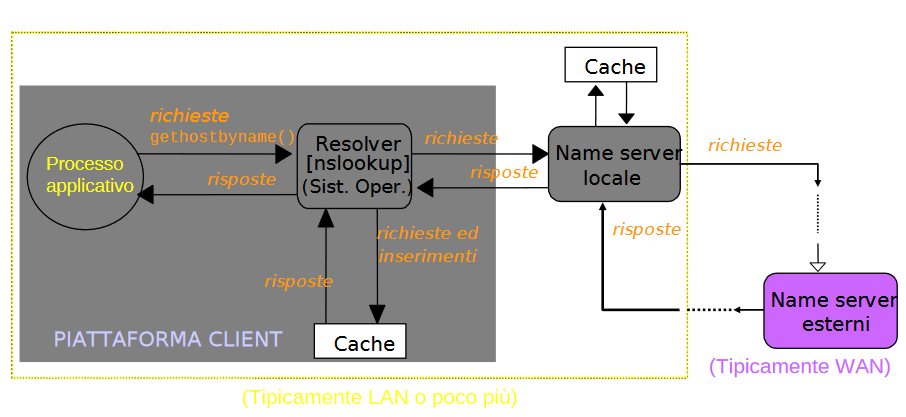 Cache
richieste
gethostbyname()
Processo
applicativo
risposte
Resolver
[nslookup]
(Sist. Oper.)
richieste
risposte
Name server
locale
richieste
risposte
richieste ed
inserimenti
risposte
Name server
esterni
PIATTAFORMA CLIENT
Cache
(Tipicamente WAN)
(Tipicamente LAN o poco più)